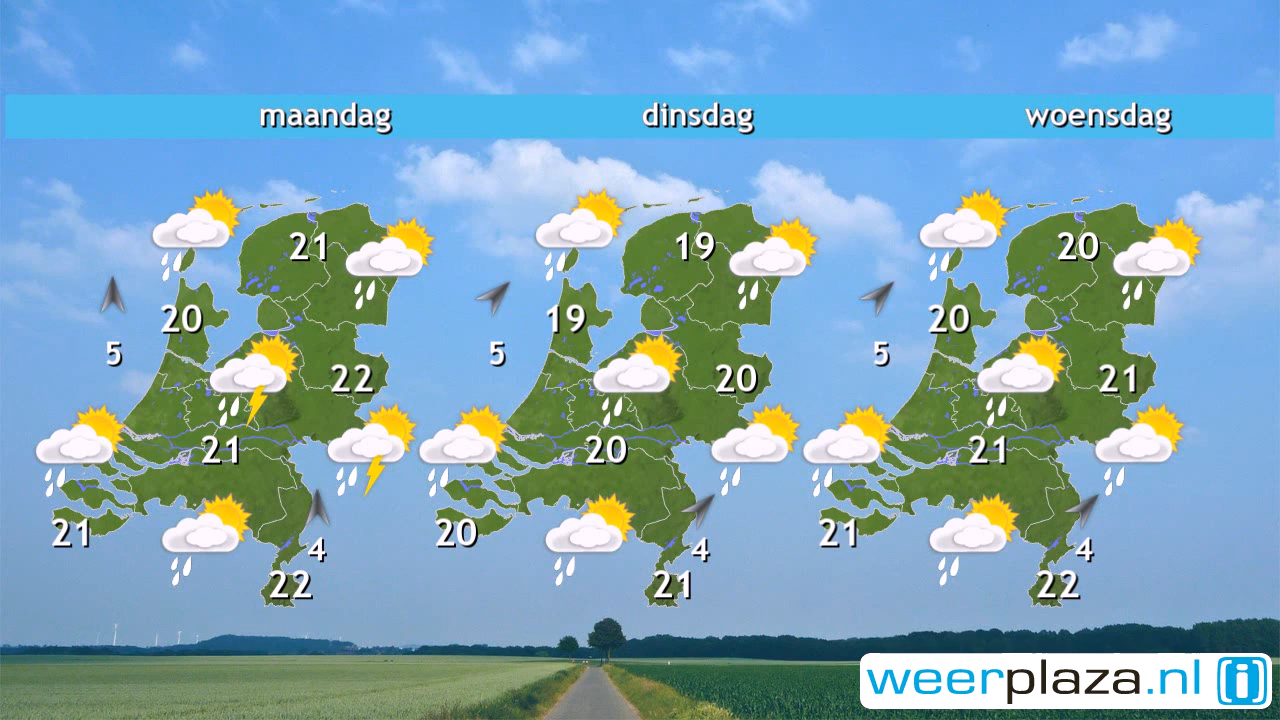 maandag dinsdag woensdag
21 19 20
20 19 20
5 5 5
22 20 21
21 20 21
21 20 21
4 4 4
22 21 22
weerplaza.nl i